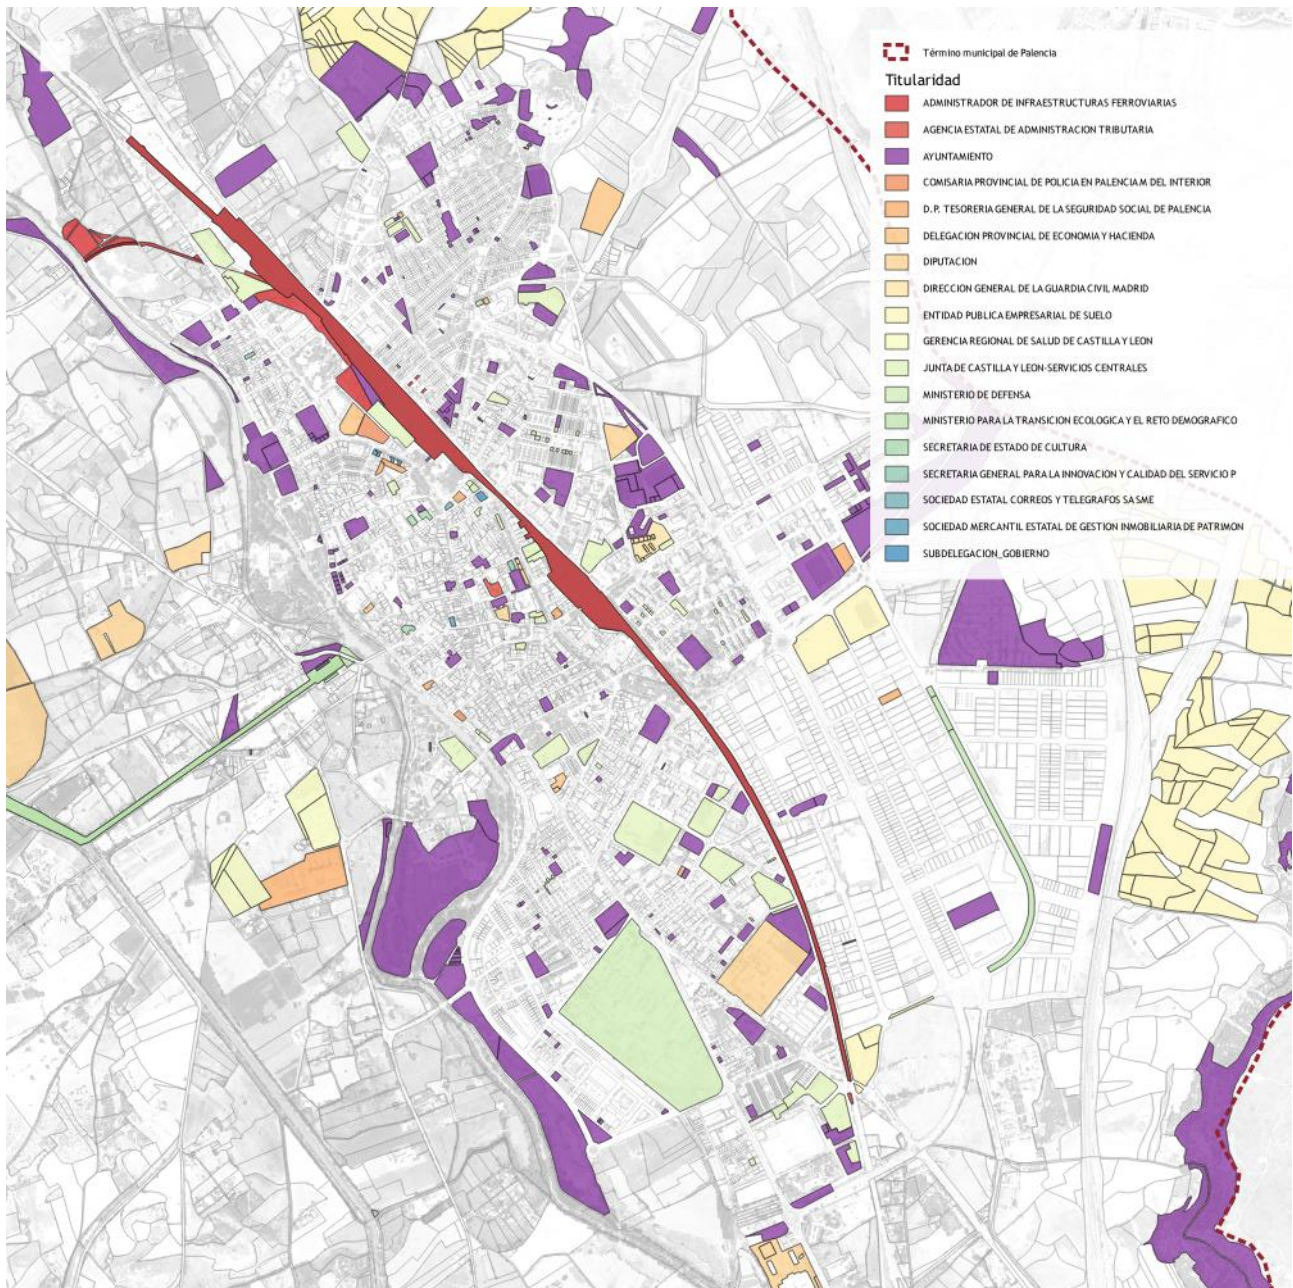 Término municipal de Palencia
Titularidad
ADMINISTRADOR DE INFRAESTRUCTURAS FERROVIARIAS
AGENCIA ESTATAL DE ADMINISTRACION TRIBUTARIA
AYUNTAMIENTO
COMISARIA PROVINCIAL DE POLICIA EN PALENCIA M DEL INTERIOR
D.P. TESORERIA GENERAL DE LA SEGURIDAD SOCIAL DE PALENCIA
DELEGACION PROVINCIAL DE ECONOMIA Y HACIENDA
DIPUTACION
DIRECCION GENERAL DE LA GUARDIA CIVIL MADRID
ENTIDAD PUBLICA EMPRESARIAL DE SUELO
GERENCIA REGIONAL DE SALUD DE CASTILLA Y LEON
JUNTA DE CASTILLA Y LEON-SERVICIOS CENTRALES
MINISTERIO DE DEFENSA
MINISTERIO PARA LA TRANSICION ECOLOGICA Y EL RETO DEMOGRAFICO
SECRETARIA DE ESTADO DE CULTURA
SECRETARIA GENERAL PARA LA INNOVACION Y CALIDAD DEL SERVICIO P
SOCIEDAD ESTATAL CORREOS Y TELEGRAFOS SA SME
SOCIEDAD MERCANTIL ESTATAL DE GESTION INMOBILIARIA DE PATRIMON
SUBDELEGACION_GOBIERNO